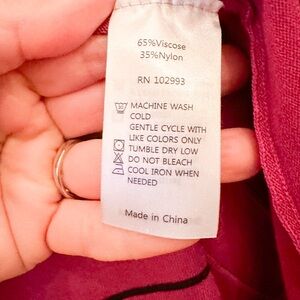 65%Viscose
35%Nylon
RN 102993
MACHINE WASH
COLD
GENTLE CYCLE WITH
LIKE COLORS ONLY
TUMBLE DRY LOW
DO NOT BLEACH
COOL IRON WHEN
NEEDED
Made in China